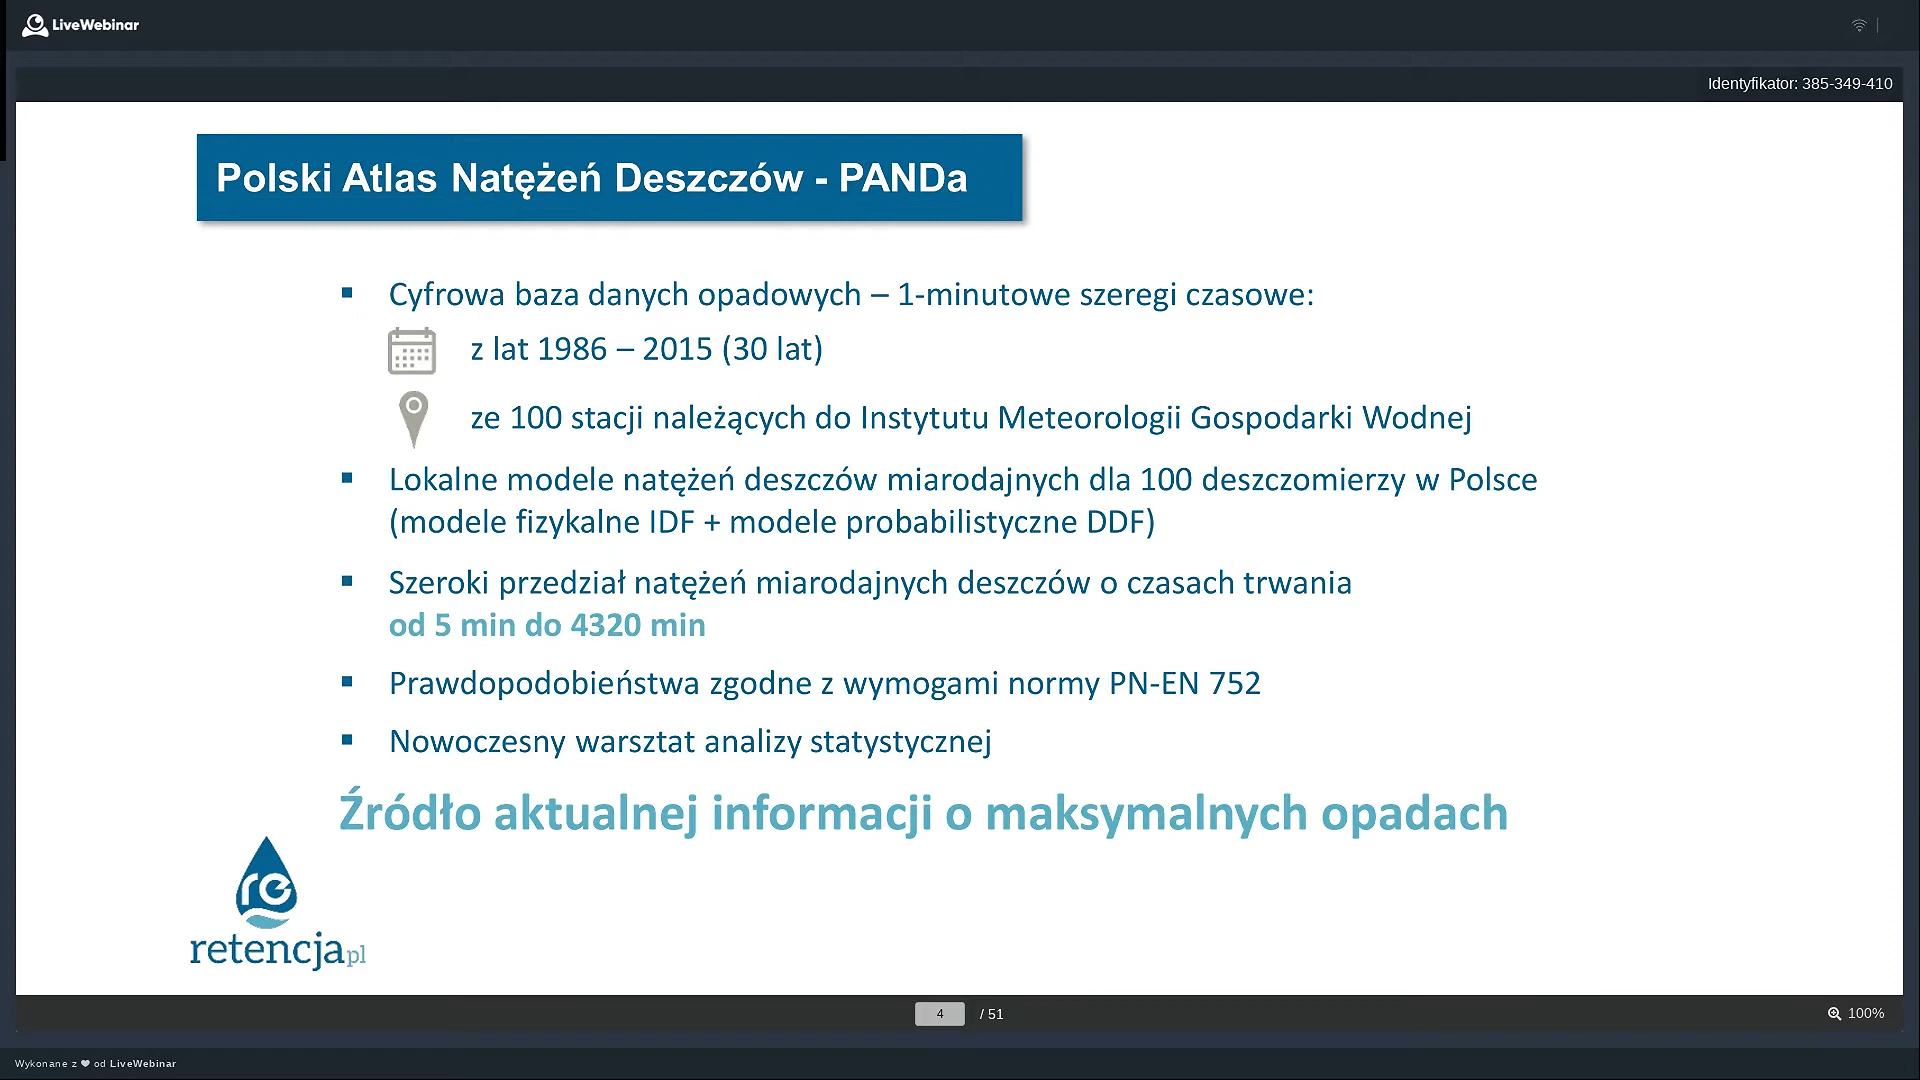 LiveWebinar
Identyfikator: 385-349-410
Polski Atlas Natężeń Deszczów - PANDa
▪ Cyfrowa baza danych opadowych – 1-minutowe szeregi czasowe:
z lat 1986 – 2015 (30 lat)
ze 100 stacji należących do Instytutu Meteorologii Gospodarki Wodnej
▪ Lokalne modele natężeń deszczów miarodajnych dla 100 deszczomierzy w Polsce
(modele fizykalne IDF + modele probabilistyczne DDF)
▪ Szeroki przedział natężeń miarodajnych deszczów o czasach trwania
od 5 min do 4320 min
▪ Prawdopodobieństwa zgodne z wymogami normy PN-EN 752
▪ Nowoczesny warsztat analizy statystycznej
Źródło aktualnej informacji o maksymalnych opadach
re
retencjapl
4 / 51
100%
Wykonane z ❤ od LiveWebinar